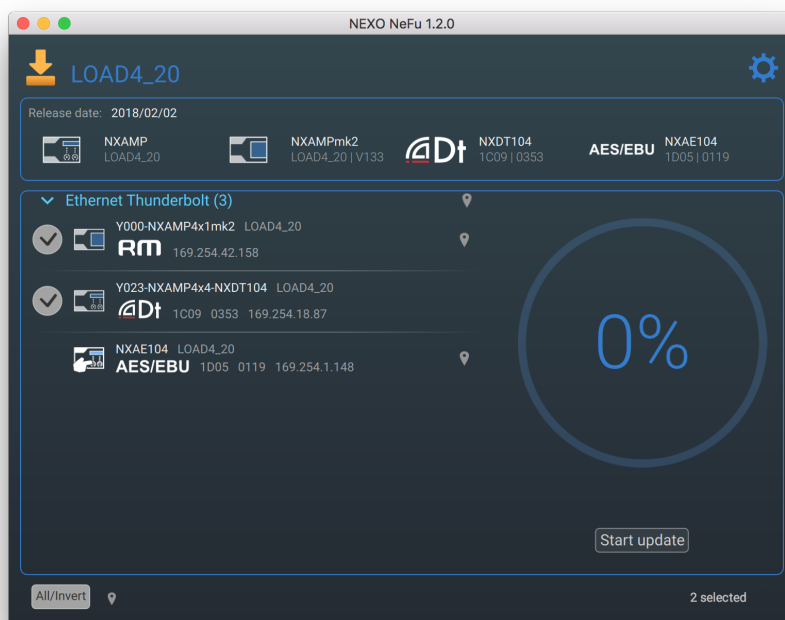 NEXO NeFu 1.2.0
LOAD4_20
Release date: 2018/02/02
NXAMP
LOAD4_20
NXAMPmk2
LOAD4_20 | V133
Dt
NXDT104
1C09 | 0353
AES/EBU
NXAE104
1D05 | 0119
Ethernet Thunderbolt (3)
Y000-NXAMP4x1mk2 LOAD4_20
RM 169.254.42.158
Y023-NXAMP4x4-NXDT104 LOAD4_20
Dt 1C09 0353 169.254.18.87
NXAE104 LOAD4_20
AES/EBU 1D05 0119 169.254.1.148
0%
Start update
All/Invert
2 selected